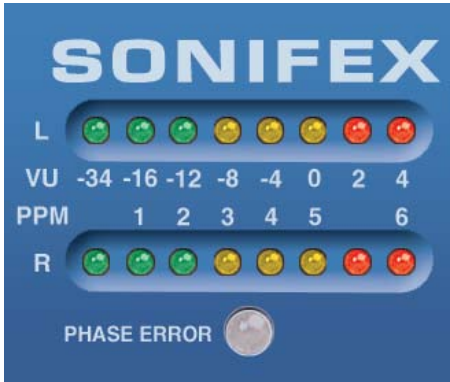 SONIFEX
L
VU -34 -16 -12 -8 -4 0 2 4
PPM 1 2 3 4 5 6
R
PHASE ERROR